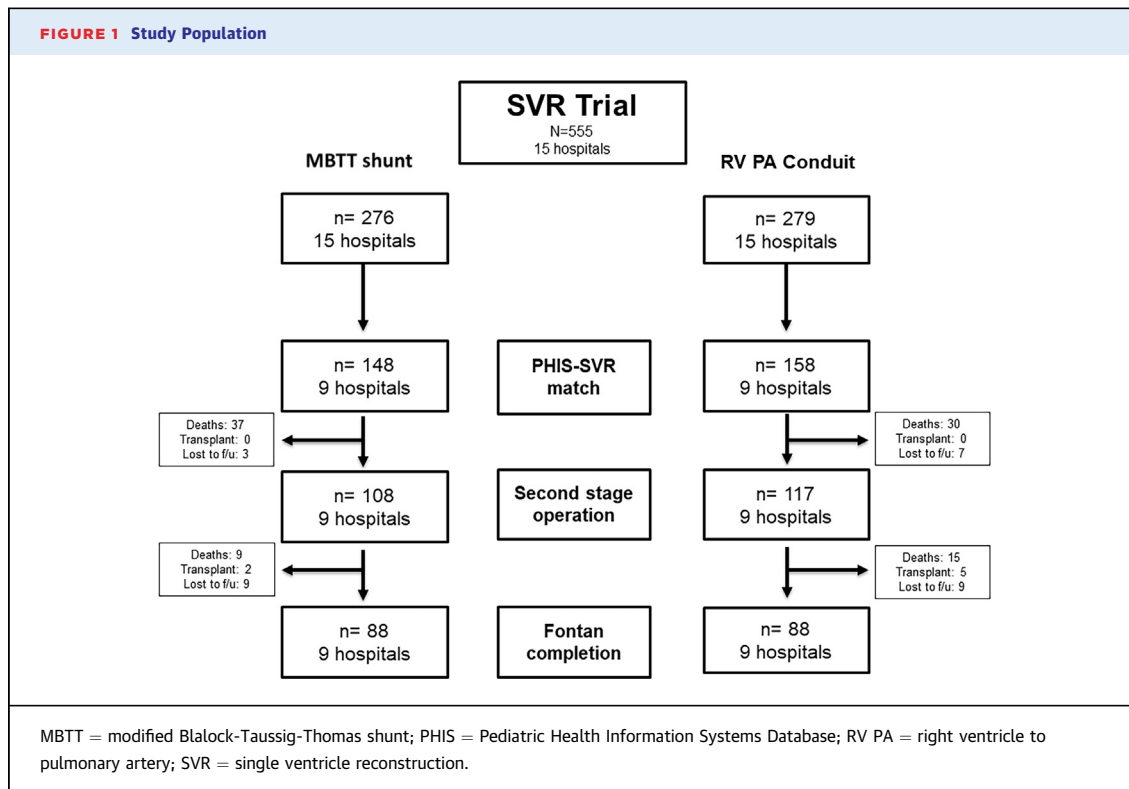 FIGURE 1 Study Population
SVR Trial
N=555
15 hospitals
MBTT shunt
RV PA Conduit
n= 276
15 hospitals
n= 279
15 hospitals
n= 148
9 hospitals
PHIS-SVR
match
n= 158
9 hospitals
Deaths: 37
Transplant: 0
Lost to f/u: 3
Deaths: 30
Transplant: 0
Lost to f/u: 7
n= 108
9 hospitals
Second stage
operation
n= 117
9 hospitals
Deaths: 9
Transplant: 2
Lost to f/u: 9
Deaths: 15
Transplant: 5
Lost to f/u: 9
n= 88
9 hospitals
Fontan
completion
n= 88
9 hospitals
MBTT = modified Blalock-Taussig-Thomas shunt; PHIS = Pediatric Health Information Systems Database; RV PA = right ventricle to
pulmonary artery; SVR = single ventricle reconstruction.